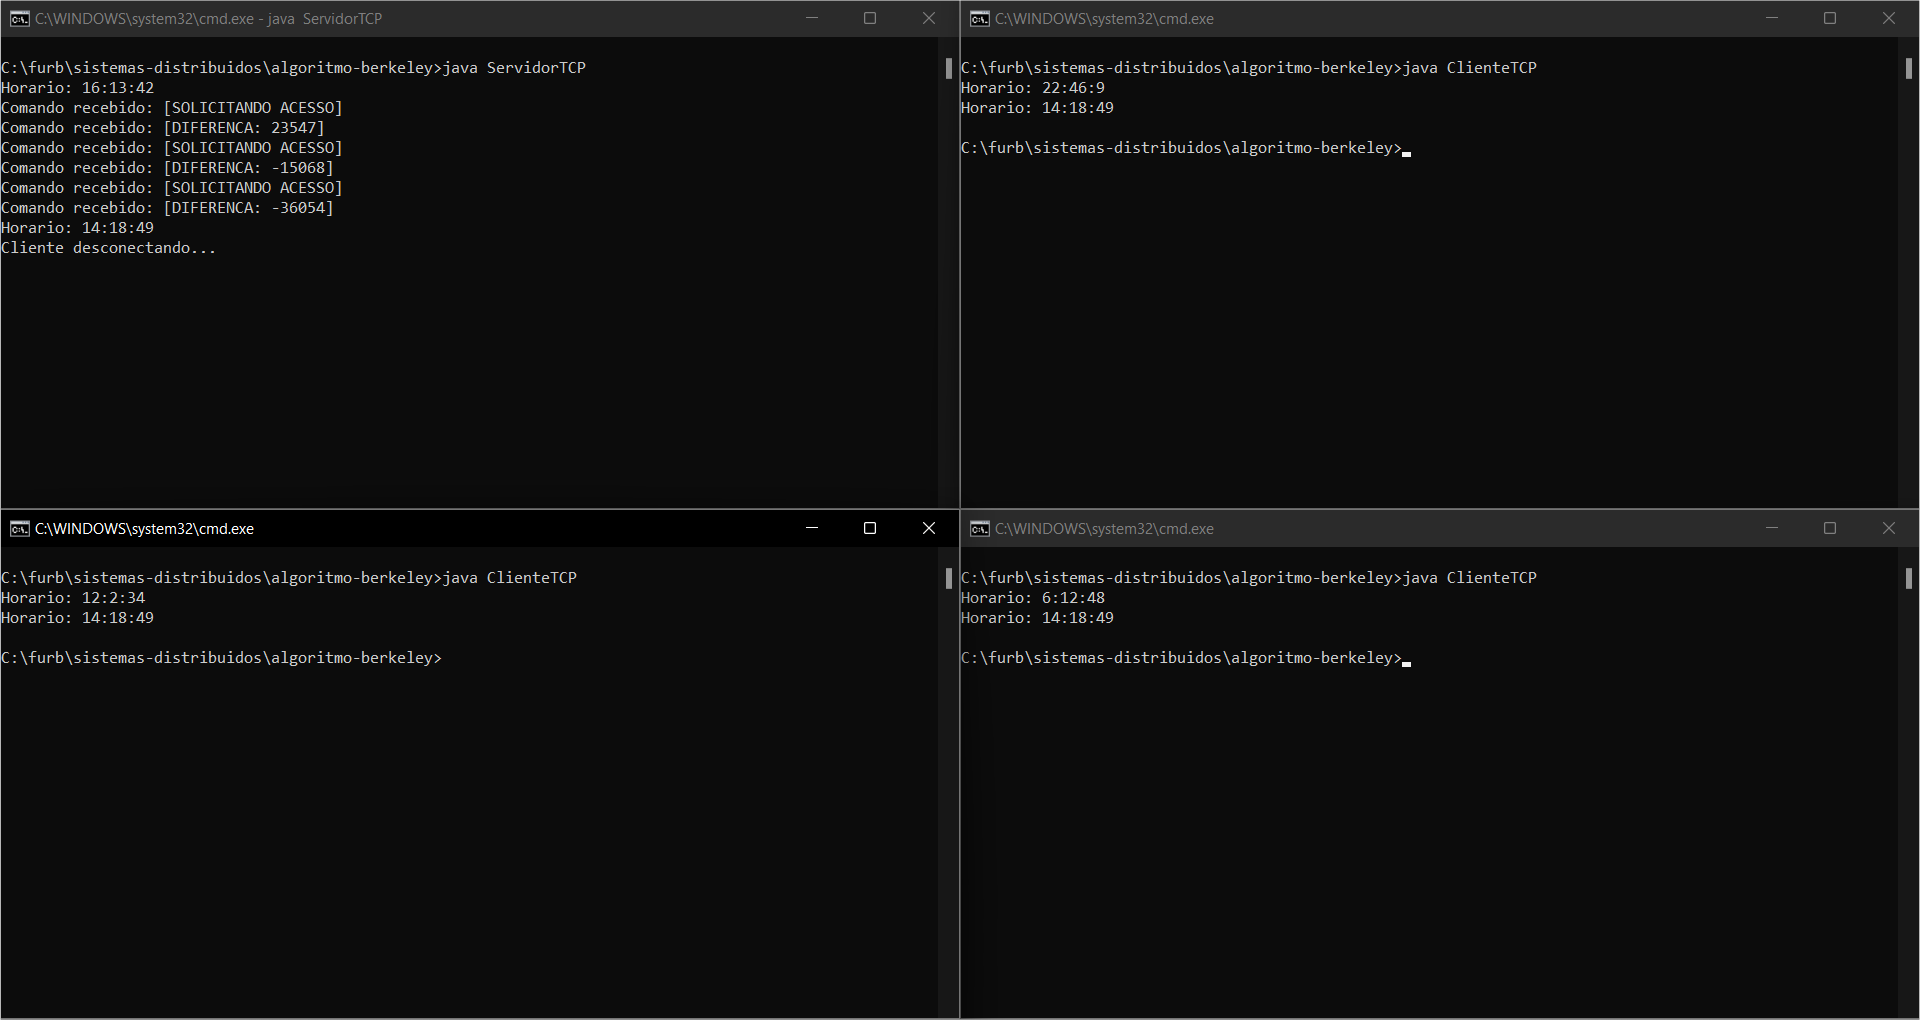 C:\WINDOWS\system32\cmd.exe - java  ServidorTCP
C:\furb\sistemas-distribuidos\algoritmo-berkeley>java ServidorTCP
Horario: 16:13:42
Comando recebido: [SOLICITANDO ACESSO]
Comando recebido: [DIFERENCA: 23547]
Comando recebido: [SOLICITANDO ACESSO]
Comando recebido: [DIFERENCA: -15068]
Comando recebido: [SOLICITANDO ACESSO]
Comando recebido: [DIFERENCA: -36054]
Horario: 14:18:49
Cliente desconectando...
C:\WINDOWS\system32\cmd.exe
C:\furb\sistemas-distribuidos\algoritmo-berkeley>java ClienteTCP
Horario: 22:46:9
Horario: 14:18:49
C:\furb\sistemas-distribuidos\algoritmo-berkeley>
C:\WINDOWS\system32\cmd.exe
C:\furb\sistemas-distribuidos\algoritmo-berkeley>java ClienteTCP
Horario: 12:2:34
Horario: 14:18:49
C:\furb\sistemas-distribuidos\algoritmo-berkeley>
C:\WINDOWS\system32\cmd.exe
C:\furb\sistemas-distribuidos\algoritmo-berkeley>java ClienteTCP
Horario: 6:12:48
Horario: 14:18:49
C:\furb\sistemas-distribuidos\algoritmo-berkeley>